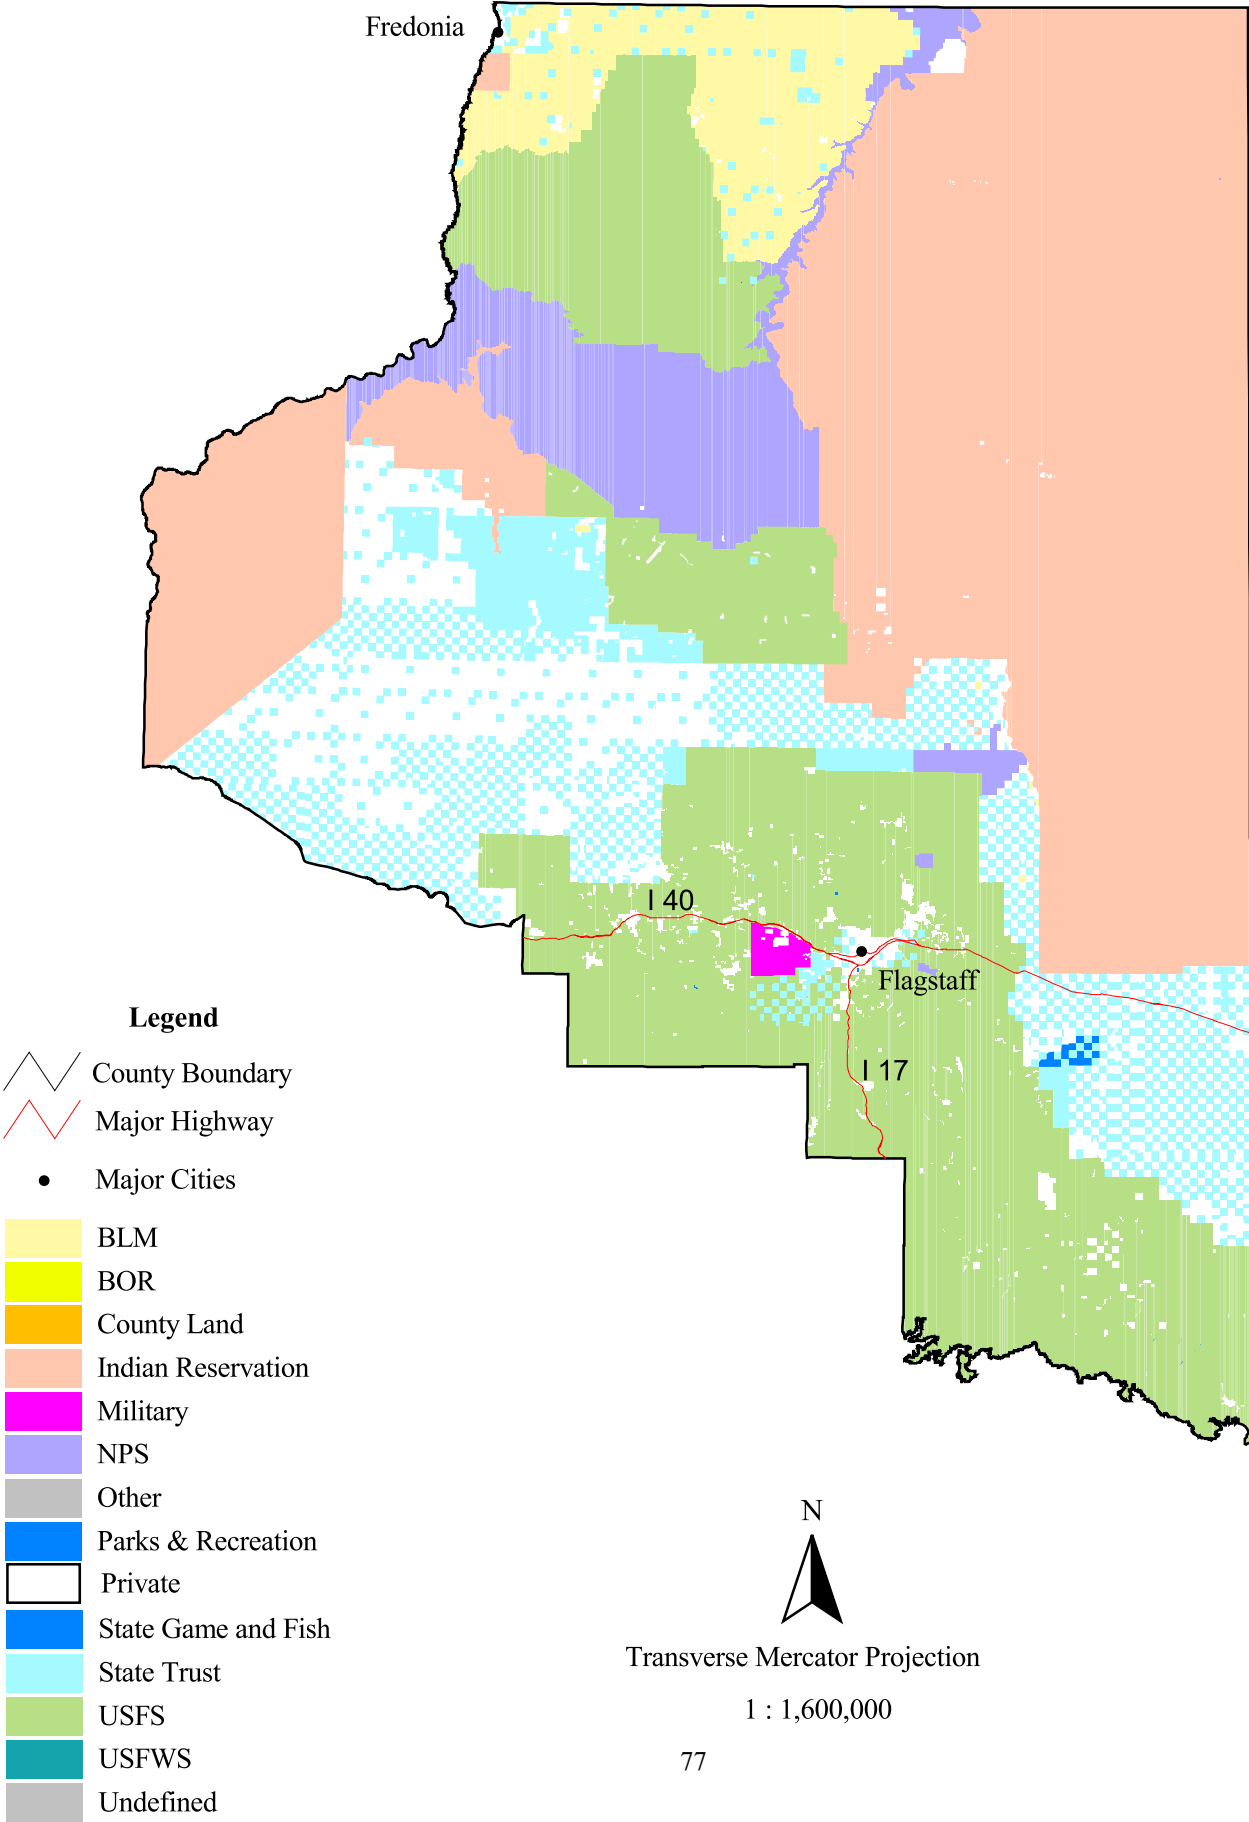 Fredonia
I 40
Flagstaff
I 17
Legend
County Boundary
Major Highway
Major Cities
BLM
BOR
County Land
Indian Reservation
Military
NPS
Other
Parks & Recreation
Private
State Game and Fish
State Trust
USFS
USFWS
Undefined
N
Transverse Mercator Projection
1 : 1,600,000
77